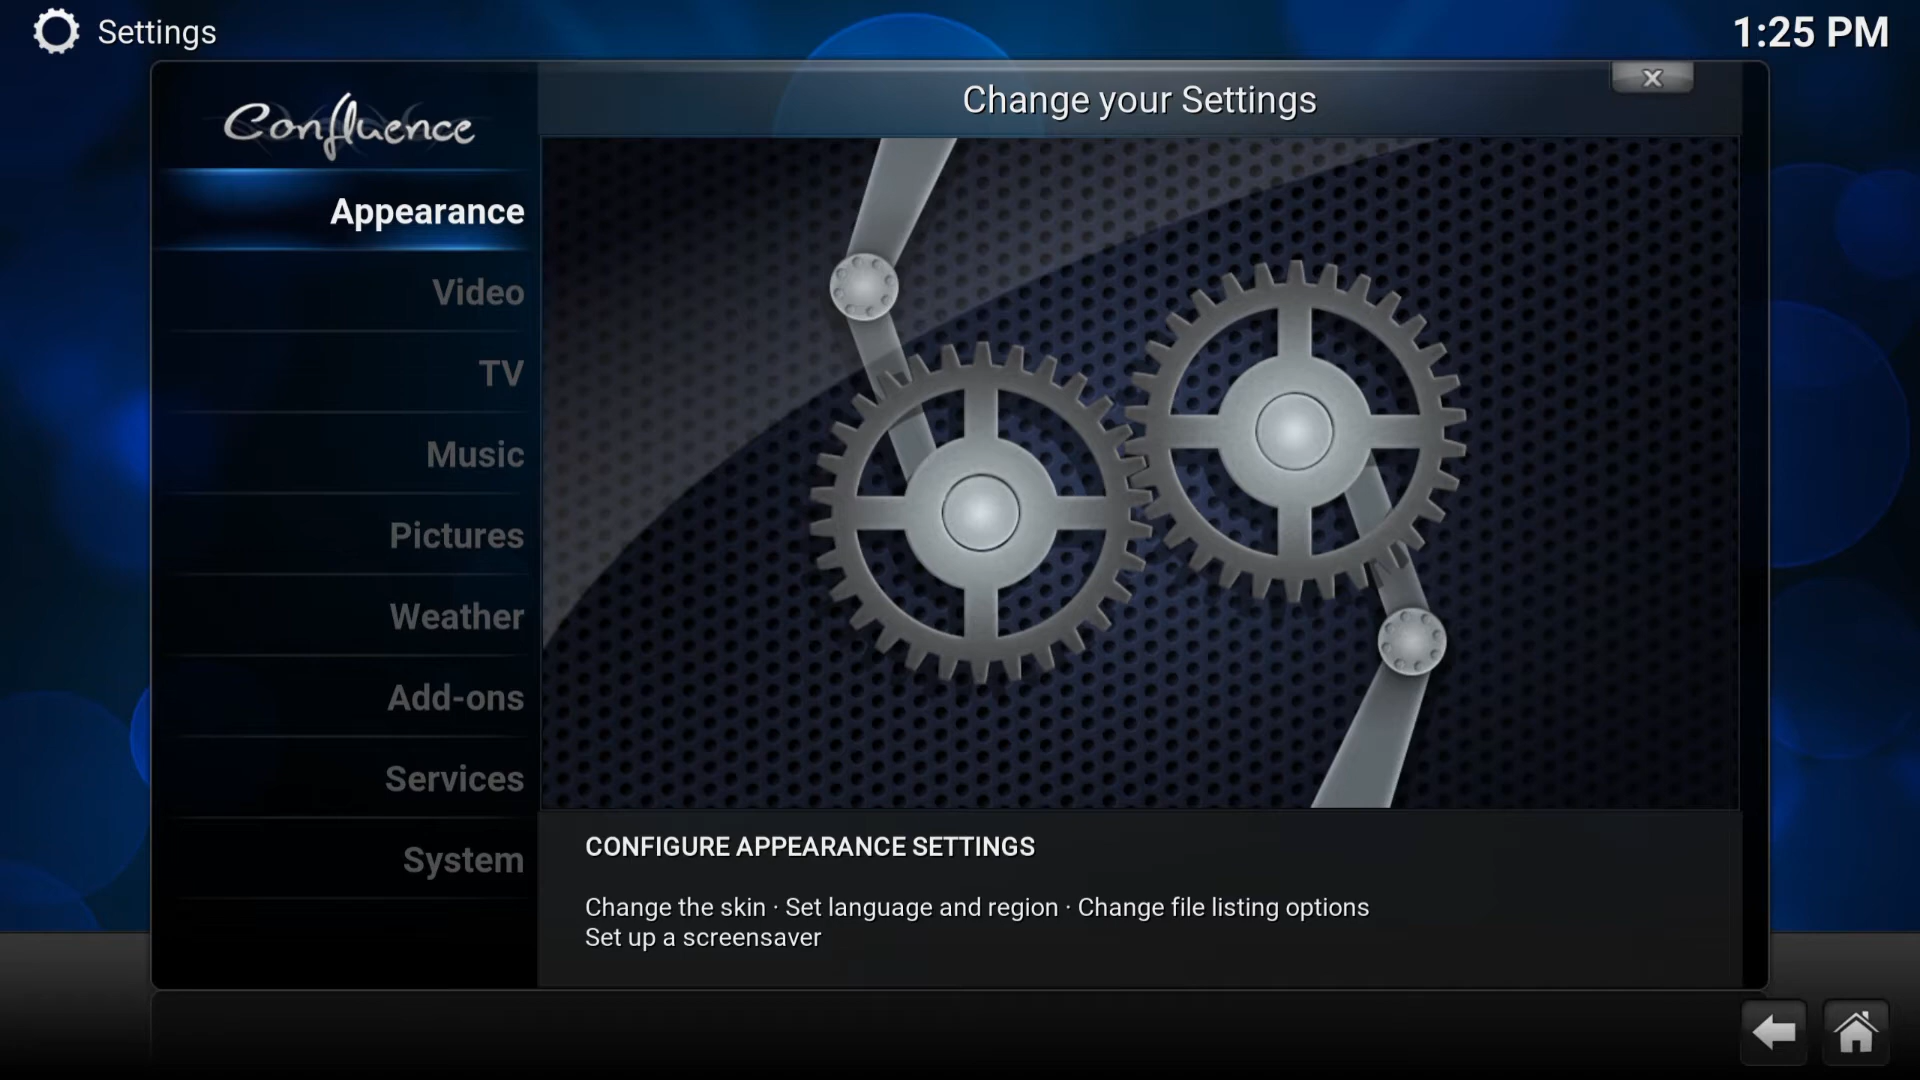 Settings
1:25 PM
Confluence
Change your Settings
x
Appearance
Video
TV
Music
Pictures
Weather
Add-ons
Services
System
CONFIGURE APPEARANCE SETTINGS
Change the skin · Set language and region · Change file listing options
Set up a screensaver